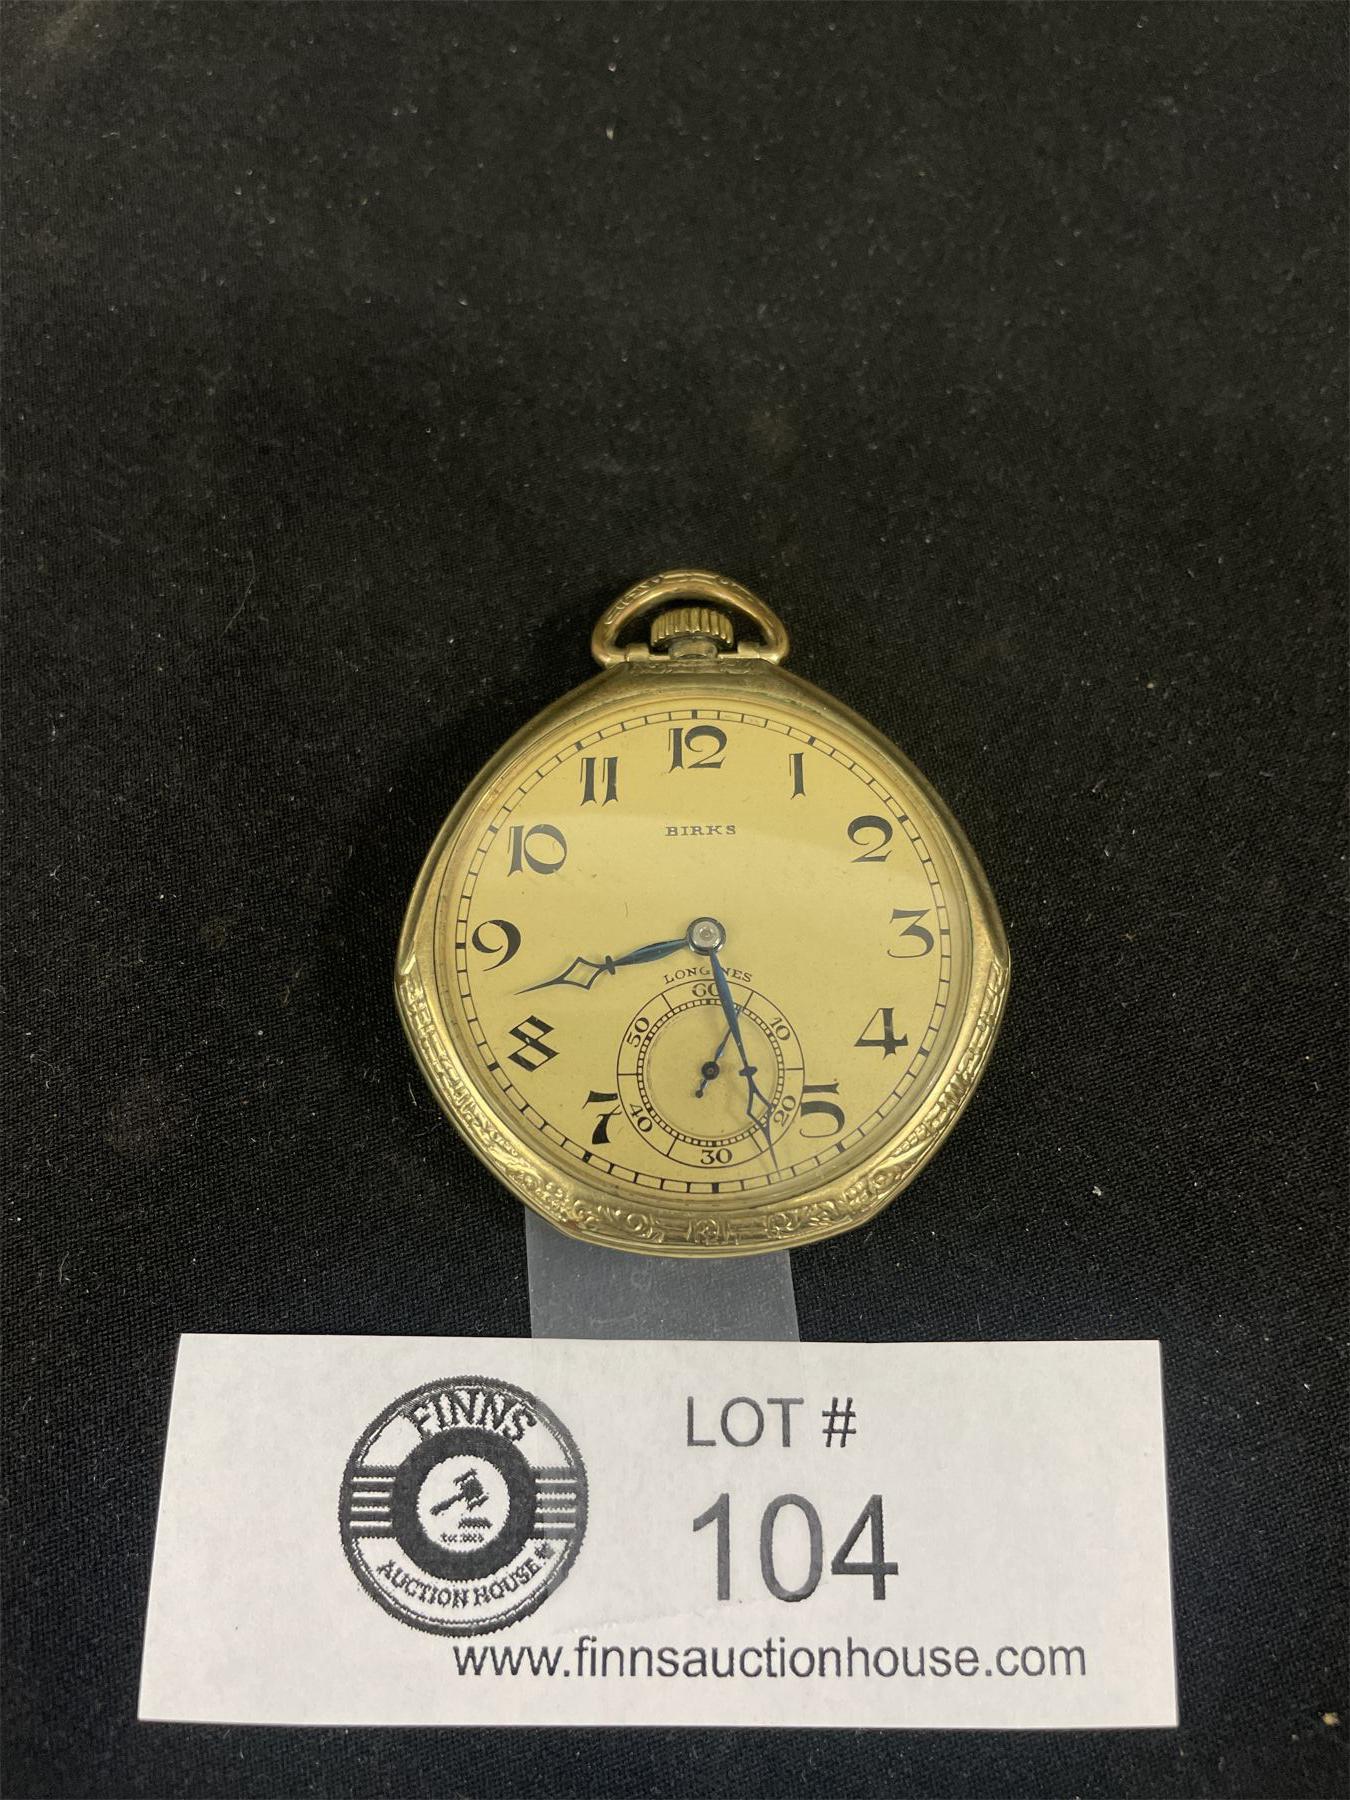 12
11 1
10 2
BIRKS
9 3
LONGINES
60
50 10
8 4
40 20
7 5
30
FINNS
AUCTION HOUSE
LOT #
104
www.finnsauctionhouse.com